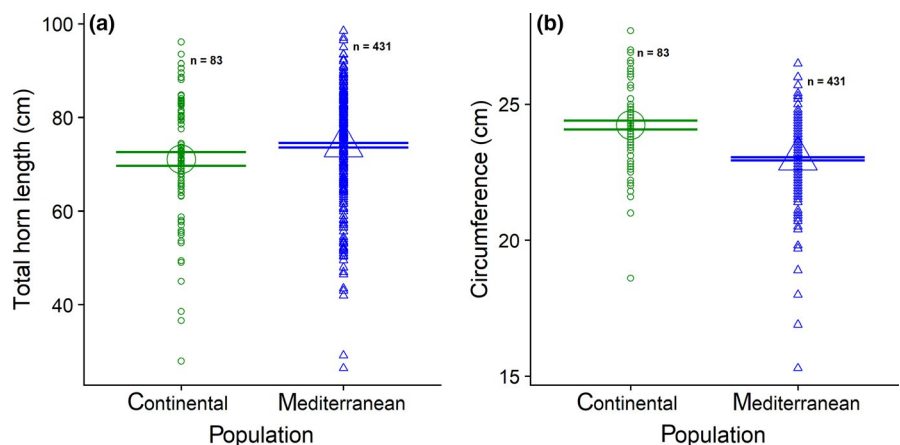 (a)
n = 83
n = 431
100
80
60
40
Total horn length (cm)
Continental
Mediterranean
Population
(b)
n = 83
n = 431
25
20
15
Circumference (cm)
Continental
Mediterranean
Population